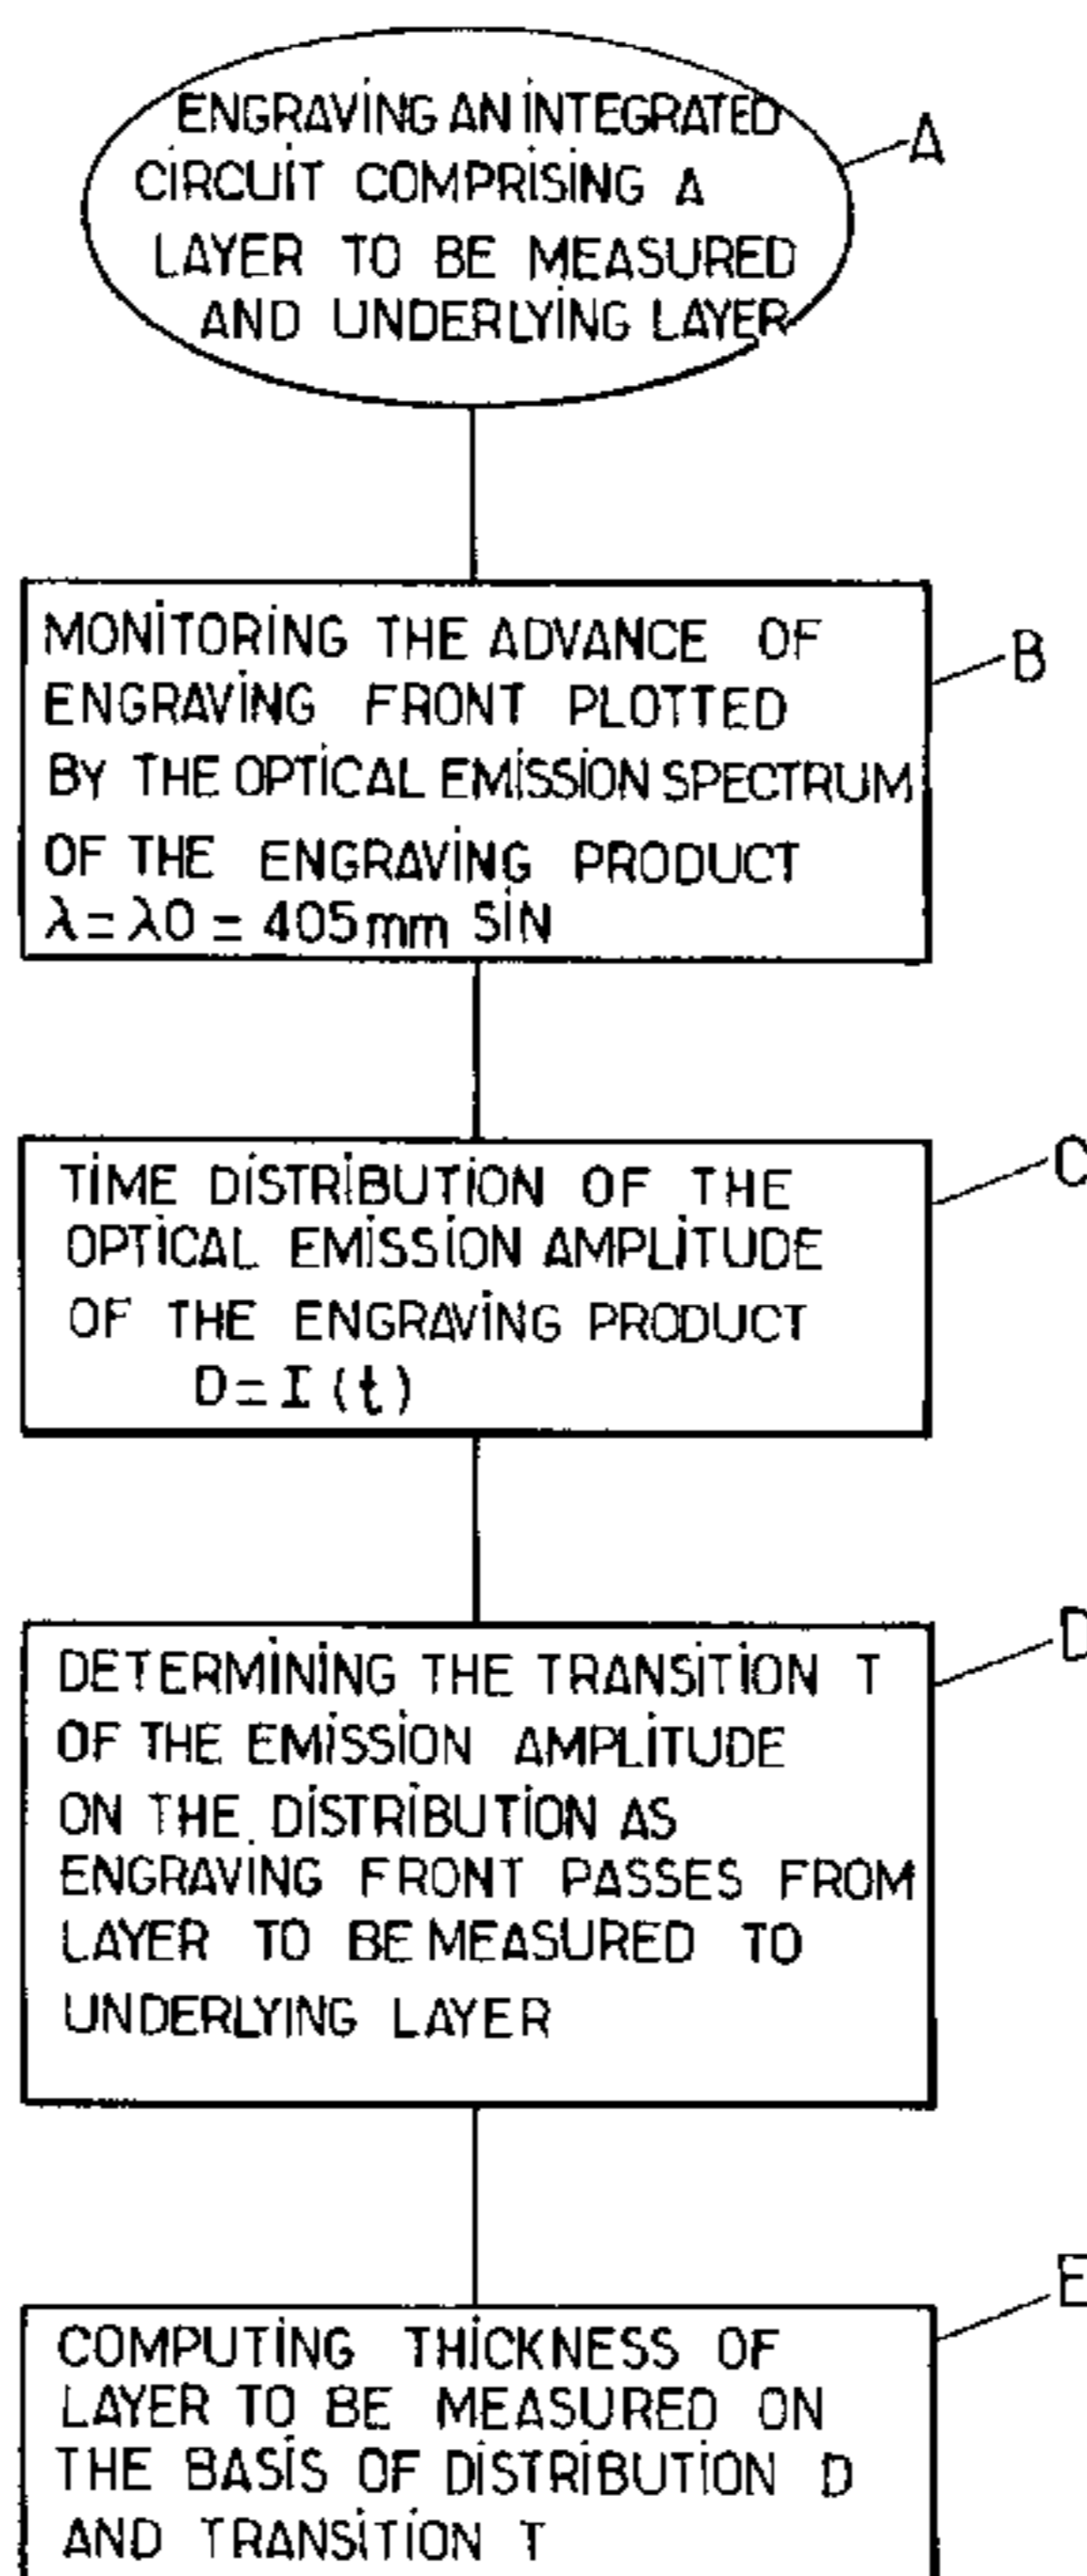 ENGRAVING AN INTEGRATED
CIRCUIT COMPRISING A
LAYER TO BE MEASURED
AND UNDERLYING LAYER
A
MONITORING THE ADVANCE OF
ENGRAVING FRONT PLOTTED
BY THE OPTICAL EMISSION SPECTRUM
OF THE ENGRAVING PRODUCT
λ = λ0 = 405mm SIN
B
TIME DISTRIBUTION OF THE
OPTICAL EMISSION AMPLITUDE
OF THE ENGRAVING PRODUCT
D = I (t)
C
DETERMINING THE TRANSITION T
OF THE EMISSION AMPLITUDE
ON THE DISTRIBUTION AS
ENGRAVING FRONT PASSES FROM
LAYER TO BE MEASURED TO
UNDERLYING LAYER
D
COMPUTING THICKNESS OF
LAYER TO BE MEASURED ON
THE BASIS OF DISTRIBUTION D
AND TRANSITION T
E